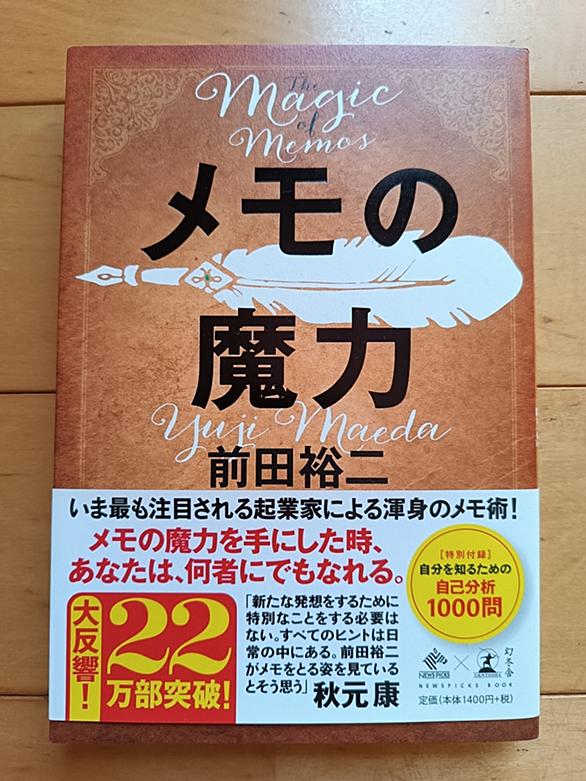 The
Magic
of
Memos
メモの
魔力
Yuji Maeda
前田裕二
いま最も注目される起業家による渾身のメモ術!
メモの魔力を手にした時、
あなたは、何者にでもなれる。
[特別付録]
自分を知るための
自己分析
1000問
大反響!
22
万部突破!
「新たな発想をするために
特別なことをする必要は
ない。すべてのヒントは日
常の中にある。前田裕二
がメモをとる姿を見ている
とそう思う」 秋元 康
NEWS PICKS × GENTOSHA 幻冬舎
NEWSPICKS BOOK
定価(本体1400円+税)